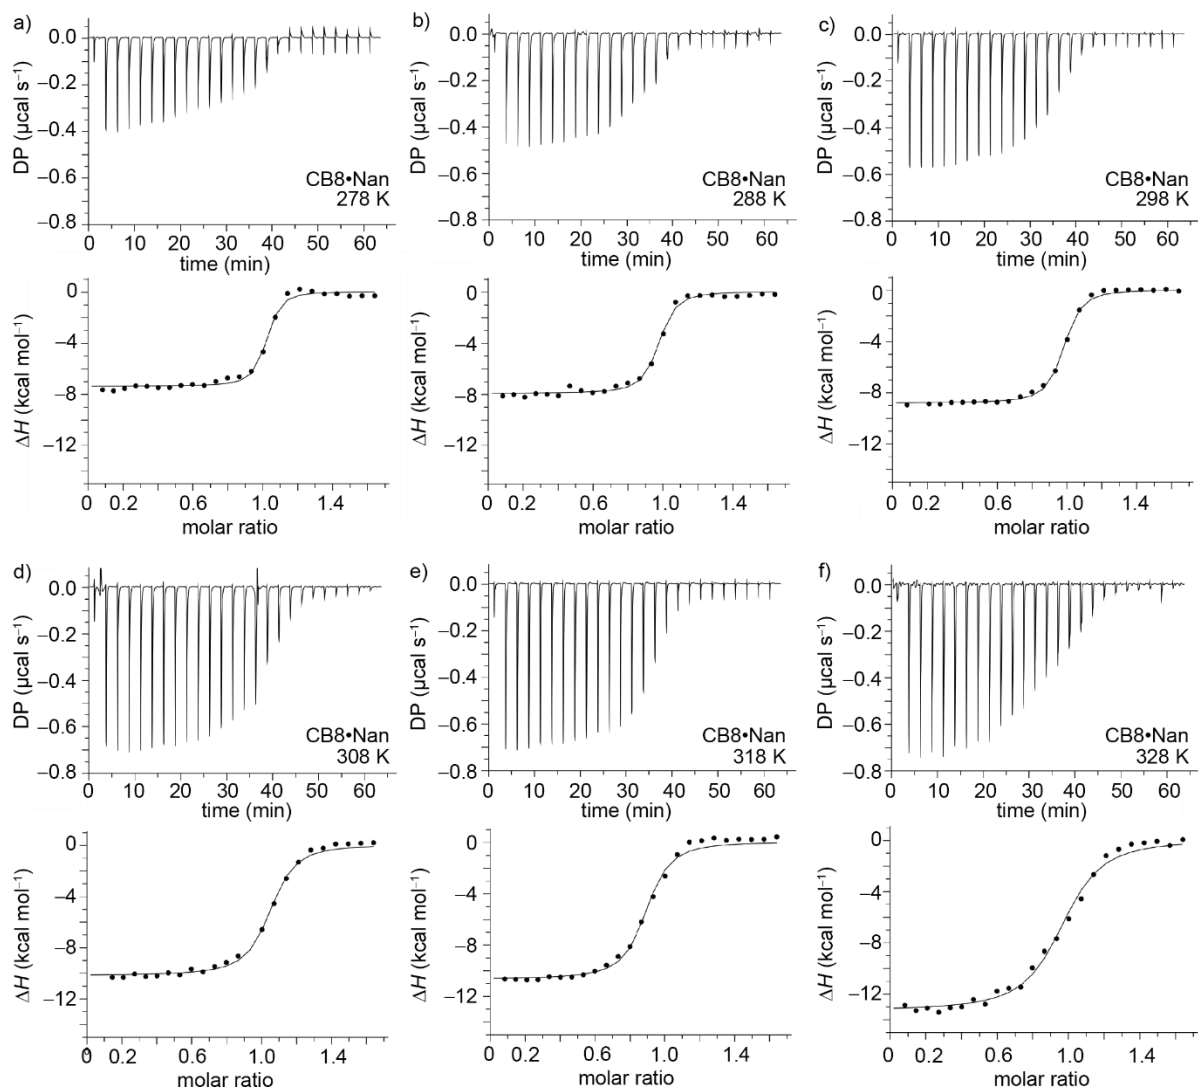 a)
DP (µcal s⁻¹)
0.0
−0.2
−0.4
−0.6
−0.8
CB8•Nan
278 K
0 10 20 30 40 50 60
time (min)
ΔH (kcal mol⁻¹)
0
−4
−8
−12
0.2 0.6 1.0 1.4
molar ratio
b)
DP (µcal s⁻¹)
0.0
−0.2
−0.4
−0.6
−0.8
CB8•Nan
288 K
0 10 20 30 40 50 60
time (min)
ΔH (kcal mol⁻¹)
0
−4
−8
−12
0.2 0.6 1.0 1.4
molar ratio
c)
DP (µcal s⁻¹)
0.0
−0.2
−0.4
−0.6
−0.8
CB8•Nan
298 K
0 10 20 30 40 50 60
time (min)
ΔH (kcal mol⁻¹)
0
−4
−8
−12
0 0.2 0.6 1.0 1.4
molar ratio
d)
DP (µcal s⁻¹)
0.0
−0.2
−0.4
−0.6
−0.8
CB8•Nan
308 K
0 10 20 30 40 50 60
time (min)
ΔH (kcal mol⁻¹)
0
−4
−8
−12
0 0.2 0.6 1.0 1.4
molar ratio
e)
DP (µcal s⁻¹)
0.0
−0.2
−0.4
−0.6
−0.8
CB8•Nan
318 K
0 10 20 30 40 50 60
time (min)
ΔH (kcal mol⁻¹)
0
−4
−8
−12
0 0.2 0.6 1.0 1.4
molar ratio
f)
DP (µcal s⁻¹)
0.0
−0.2
−0.4
−0.6
−0.8
CB8•Nan
328 K
0 10 20 30 40 50 60
time (min)
ΔH (kcal mol⁻¹)
0
−4
−8
−12
0 0.2 0.6 1.0 1.4
molar ratio